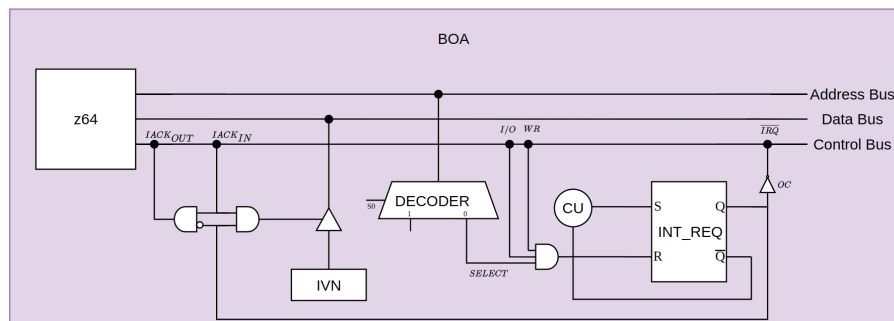 BOA
z64
Address Bus
Data Bus
Control Bus
IACK_OUT
IACK_IN
I/O
WR
IRQ̅
OC
DECODER
S0
1
0
SELECT
CU
S
Q
INT_REQ
R
Q̅
IVN